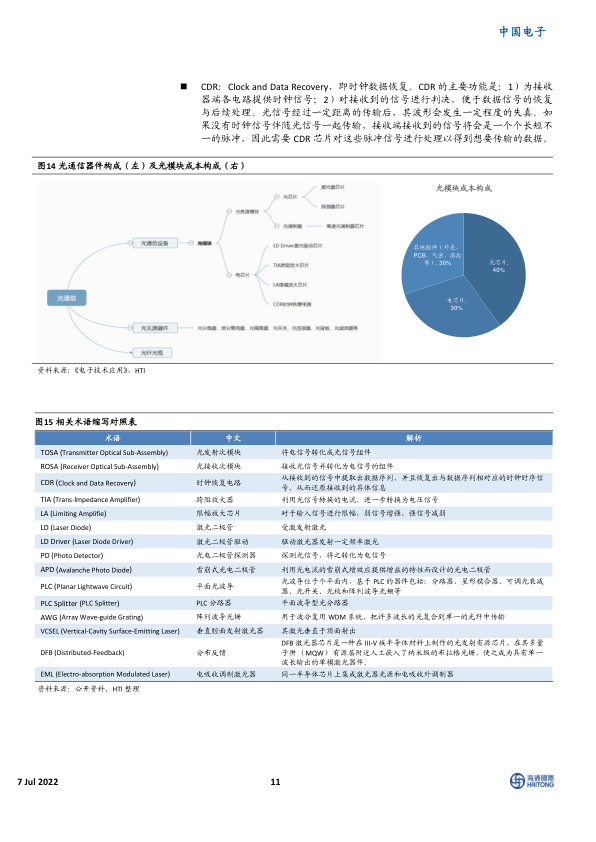 中国电子
■ CDR：Clock and Data Recovery，即时钟数据恢复。CDR 的主要功能是：1）为接收
器端各电路提供时钟信号；2）对接收到的信号进行判决，便于数据信号的恢复
与后续处理。光信号经过一定距离的传输后，其波形会发生一定程度的失真。如
果没有时钟信号伴随光信号一起传输，接收端接收到的信号将会是一个个长短不
一的脉冲，因此需要 CDR 芯片对这些脉冲信号进行处理以得到想要传输的数据。
图14 光通信器件构成（左）及光模块成本构成（右）
光通信
光通信设备
光模块
光有源模块
光芯片
激光器芯片
探测器芯片
光调制器
高速光调制器芯片
电芯片
LD Driver激光驱动芯片
TIA跨阻放大芯片
LA限幅放大芯片
CDR时钟恢复电路
光无源器件
光分路器、波分复用器、光隔离器、光开关、光连接器、光背板、光滤波器等
光纤光缆
光模块成本构成
其他组件（外壳、
PCB、气密、滤波
等），30%
光芯片，
40%
电芯片，
30%
资料来源：《电子技术应用》，HTI
图15 相关术语缩写对照表
术语 中文 解析
TOSA (Transmitter Optical Sub-Assembly) 光发射次模块 将电信号转化成光信号组件
ROSA (Receiver Optical Sub-Assembly) 光接收次模块 接收光信号并转化为电信号的组件
CDR (Clock and Data Recovery) 时钟恢复电路 从接收到的信号中提取出数据序列，并且恢复出与数据序列相对应的时钟时序信
号，从而还原接收到的具体信息
TIA (Trans-Impedance Amplifier) 跨阻放大器 利用光信号转换的电流，进一步转换为电压信号
LA (Limiting Amplifie) 限幅放大芯片 对于输入信号进行限幅，弱信号增强，强信号减弱
LD (Laser Diode) 激光二极管 受激发射激光
LD Driver (Laser Diode Driver) 激光二极管驱动 驱动激光器发射一定频率激光
PD (Photo Detector) 光电二极管探测器 探测光信号，将之转化为电信号
APD (Avalanche Photo Diode) 雪崩式光电二极管 利用光电流的雪崩式增效应提供增益的特性而设计的光电二极管
PLC (Planar Lightwave Circuit) 平面光波导 光波导位于个平面内，基于 PLC 的器件包括：分路器、星形耦合器、可调光衰减
器、光开关、光梳和阵列波导光栅等
PLC Splitter (PLC Splitter) PLC 分路器 平面波导型光分路器
AWG (Array Wave-guide Grating) 阵列波导光栅 用于波分复用 WDM 系统，把许多波长的光复合到单一的光纤中传输
VCSEL (Vertical-Cavity Surface-Emitting Laser) 垂直腔面发射激光器 其激光垂直于顶面射出
DFB (Distributed-Feedback) 分布反馈 DFB 激光器芯片是一种在 III-V 族半导体材料上制作的光发射有源芯片，在其多量
子阱（MQW）有源层附近人工嵌入了纳米级的布拉格光栅，使之成为具有单一
波长输出的单模激光器件。
EML (Electro-absorption Modulated Laser) 电吸收调制激光器 同一半导体芯片上集成激光器光源和电吸收外调制器
资料来源：公开资料，HTI 整理
7 Jul 2022 11 海通國際
HAITONG